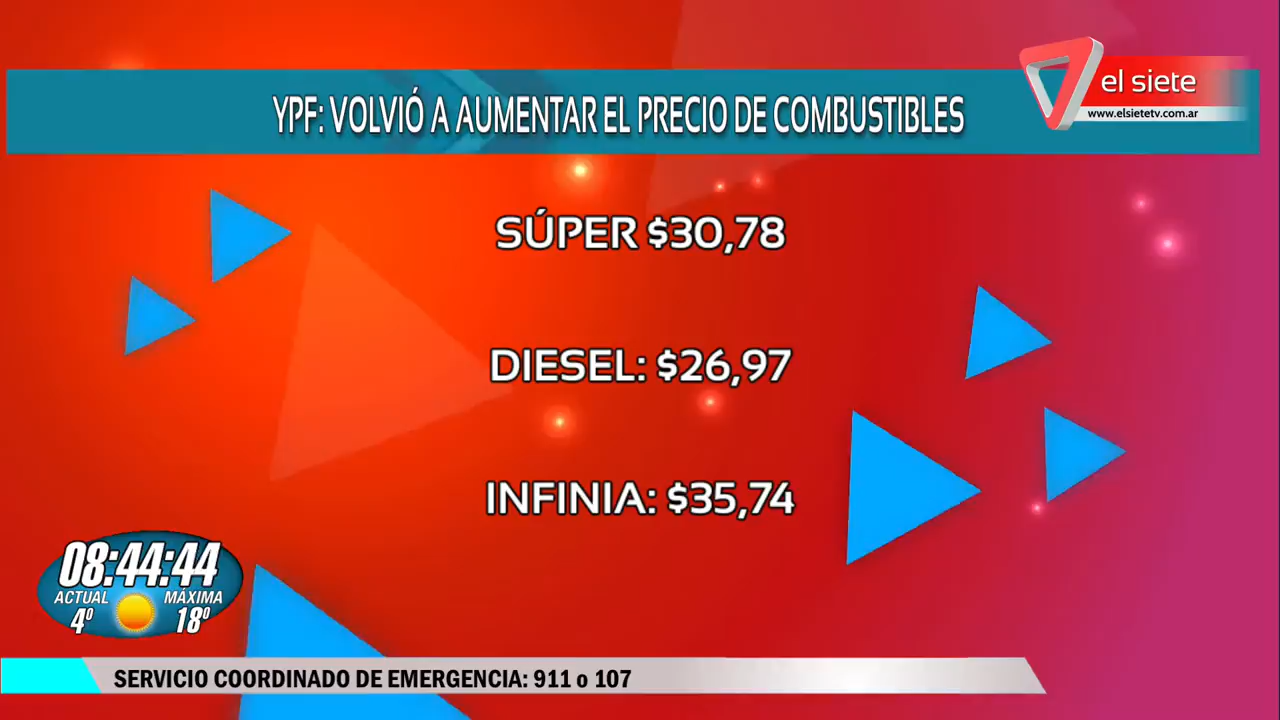 el siete
www.elsietetv.com.ar
YPF: VOLVIÓ A AUMENTAR EL PRECIO DE COMBUSTIBLES
SÚPER $30,78
DIESEL: $26,97
INFINIA: $35,74
08:44:44
ACTUAL MÁXIMA
4º 18º
SERVICIO COORDINADO DE EMERGENCIA: 911 o 107